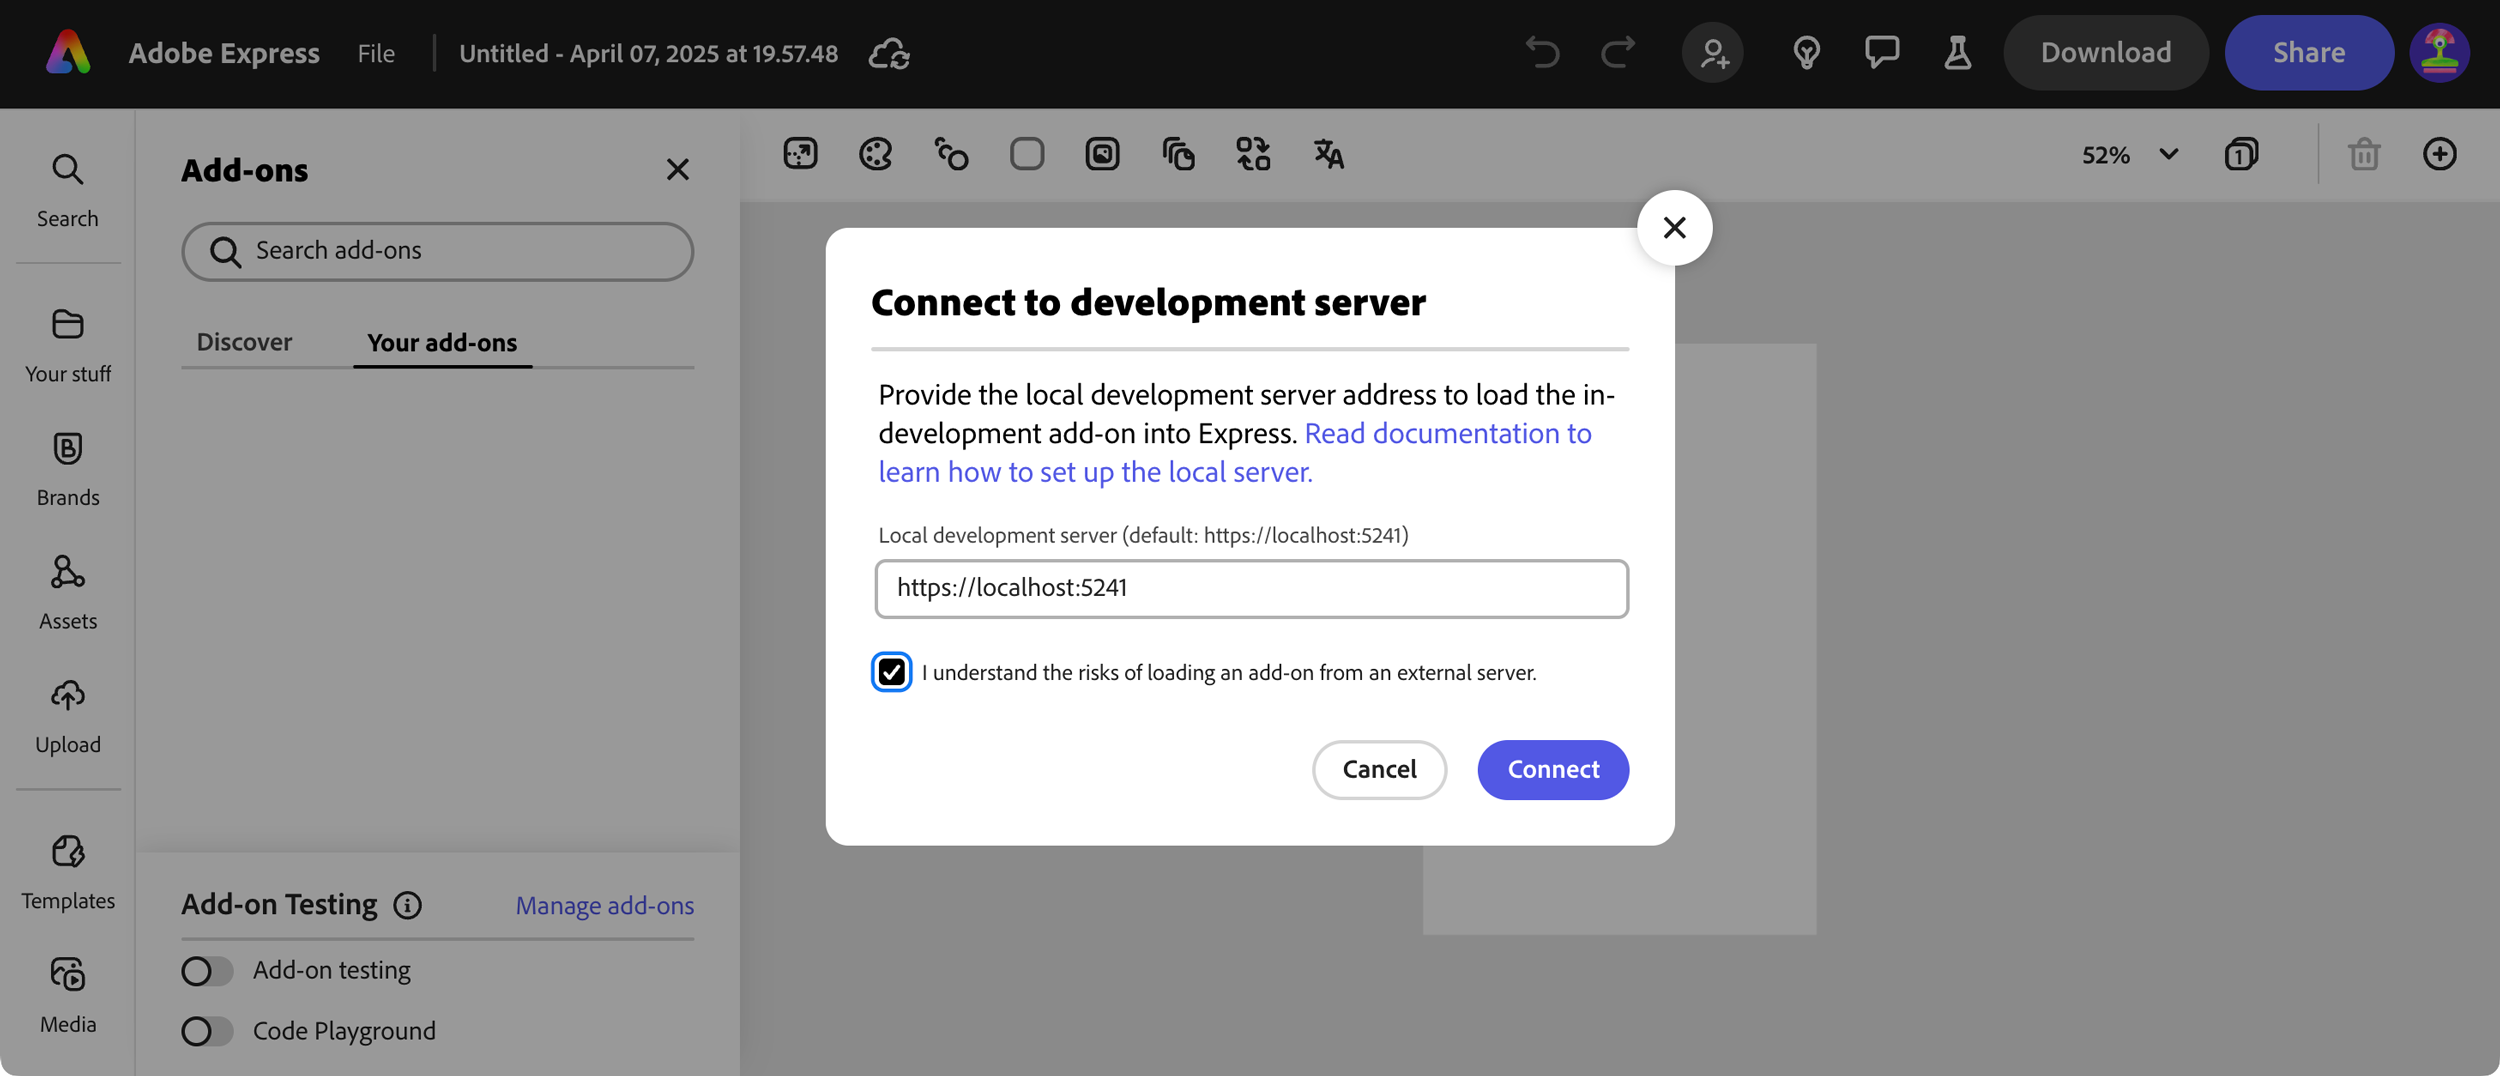 Adobe Express
File
Untitled - April 07, 2025 at 19.57.48
Download
Share
Search
Your stuff
Brands
Assets
Upload
Templates
Media
Add-ons
Search add-ons
Discover
Your add-ons
Add-on Testing
Manage add-ons
Add-on testing
Code Playground
52%
1
Connect to development server
Provide the local development server address to load the in-
development add-on into Express. Read documentation to
learn how to set up the local server.
Local development server (default: https://localhost:5241)
https://localhost:5241
I understand the risks of loading an add-on from an external server.
Cancel
Connect